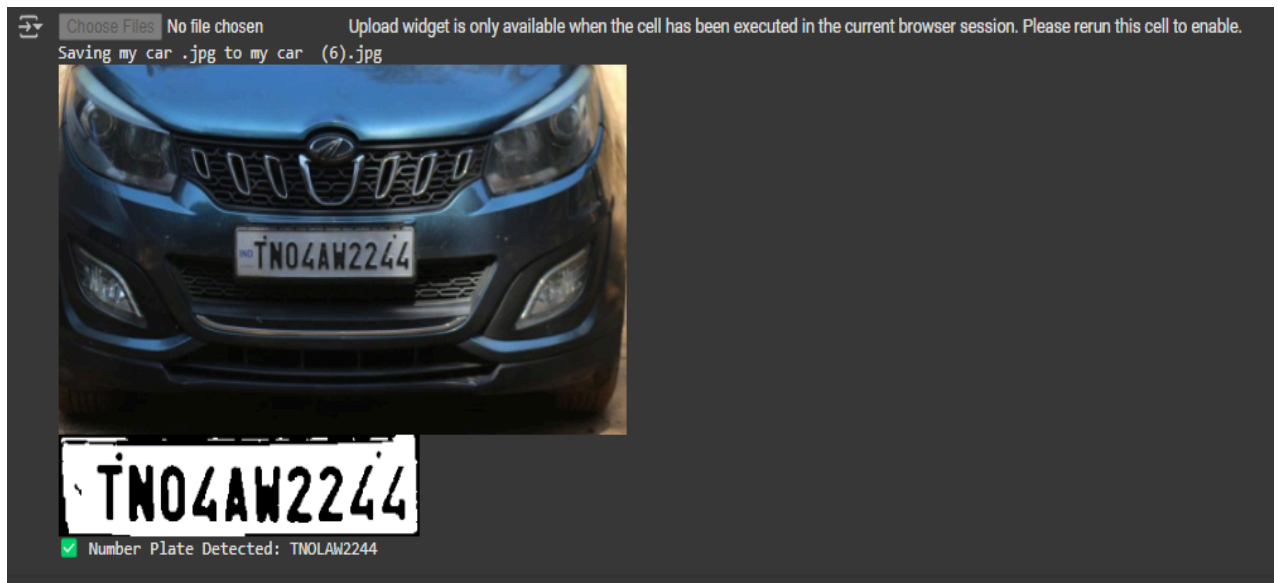 Choose Files No file chosen Upload widget is only available when the cell has been executed in the current browser session. Please rerun this cell to enable.
Saving my car .jpg to my car  (6).jpg
IND TN04AW2244
TN04AW2244
✅ Number Plate Detected: TNOLAW2244